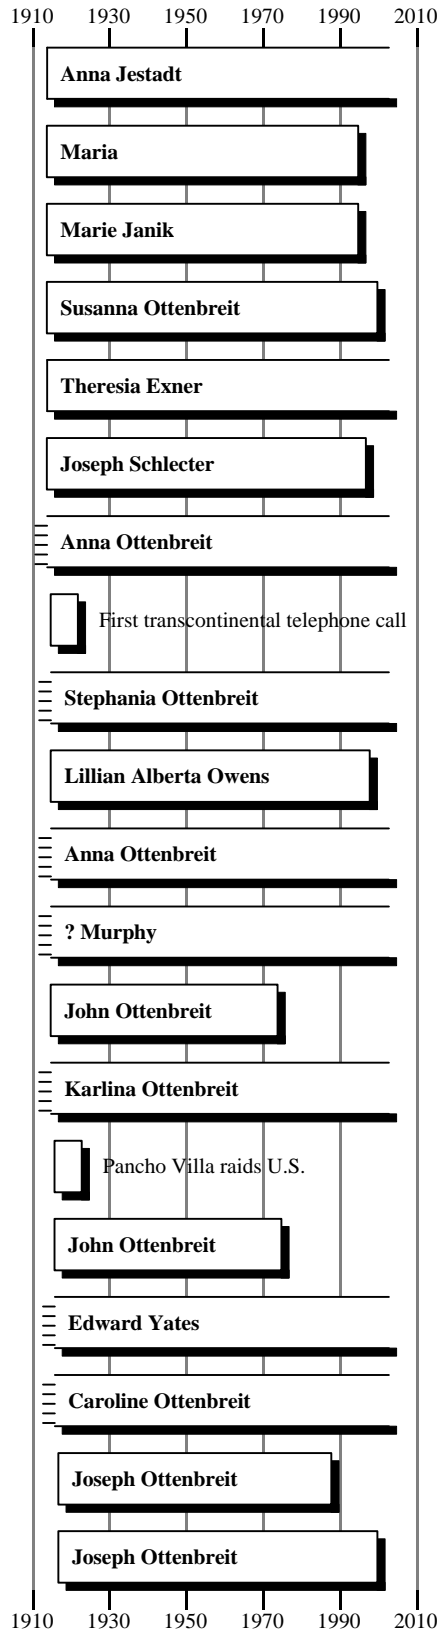 1910 1930 1950 1970 1990 2010
Anna Jestadt
Maria
Marie Janik
Susanna Ottenbreit
Theresia Exner
Joseph Schlecter
Anna Ottenbreit
First transcontinental telephone call
Stephania Ottenbreit
Lillian Alberta Owens
Anna Ottenbreit
? Murphy
John Ottenbreit
Karlina Ottenbreit
Pancho Villa raids U.S.
John Ottenbreit
Edward Yates
Caroline Ottenbreit
Joseph Ottenbreit
Joseph Ottenbreit
1910 1930 1950 1970 1990 2010